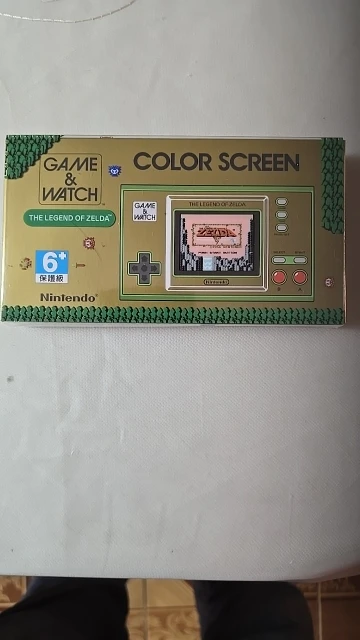 GAME
&
WATCH
COLOR SCREEN
THE LEGEND OF ZELDA
6+
保護級
Nintendo
GAME
&
WATCH
THE LEGEND OF ZELDA
ZELDA
Nintendo
B A